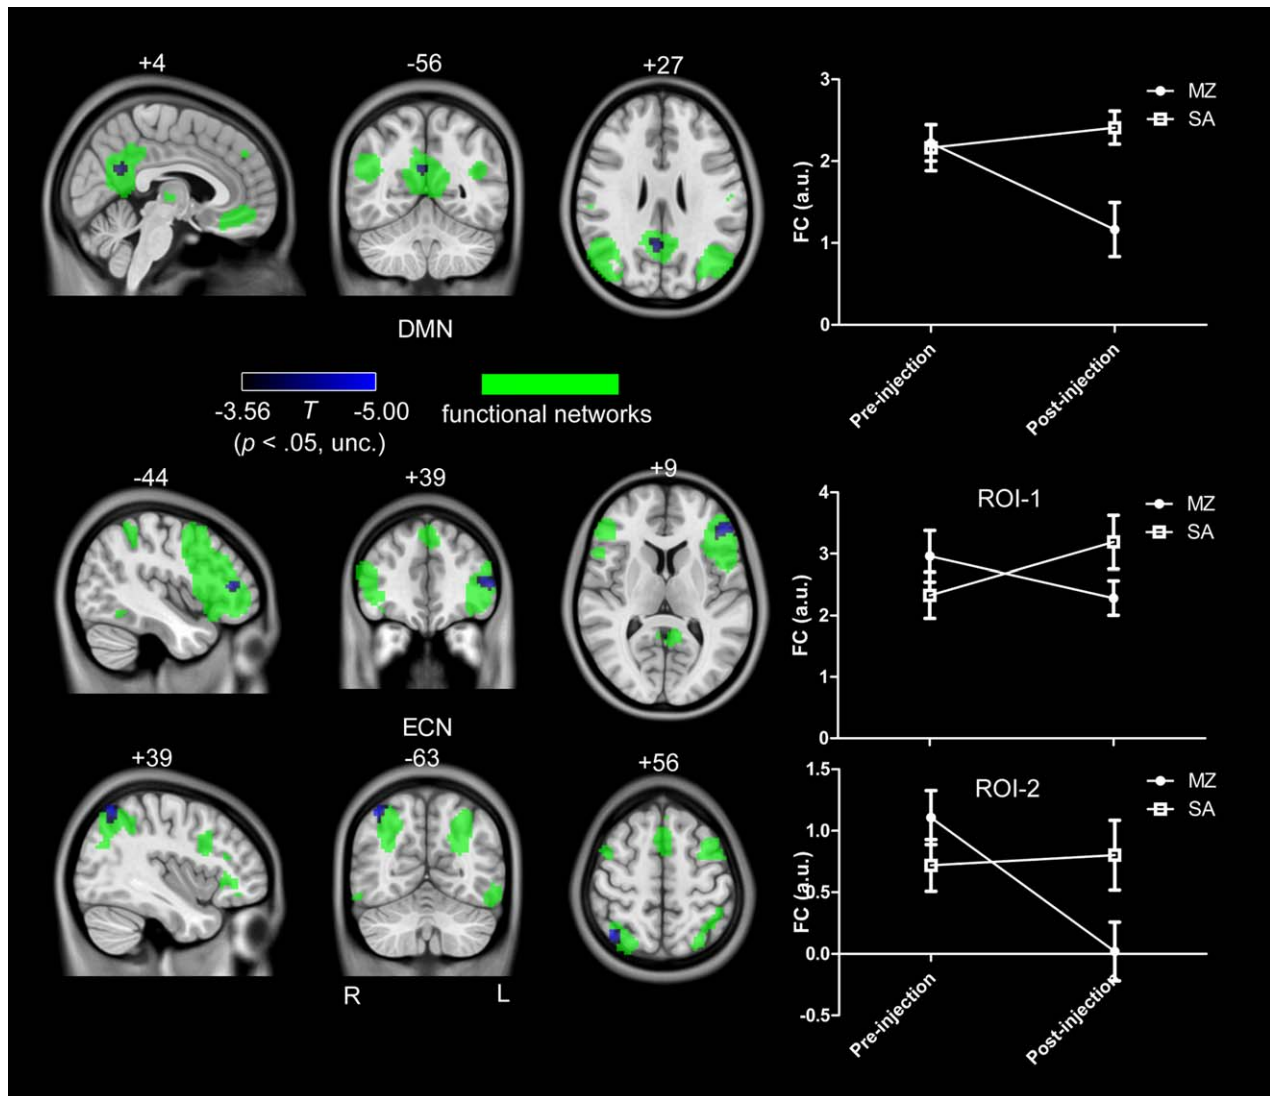 +4
-56
+27
3
2
1
0
FC (a.u.)
MZ
SA
Pre-injection
Post-injection
DMN
-3.56 T -5.00
(p < .05, unc.)
functional networks
-44
+39
+9
4
3
2
1
0
FC (a.u.)
ROI-1
MZ
SA
ECN
+39
-63
+56
R
L
1.5
1.0
0.5
0.0
-0.5
FC (a.u.)
ROI-2
MZ
SA
Pre-injection
Post-injection